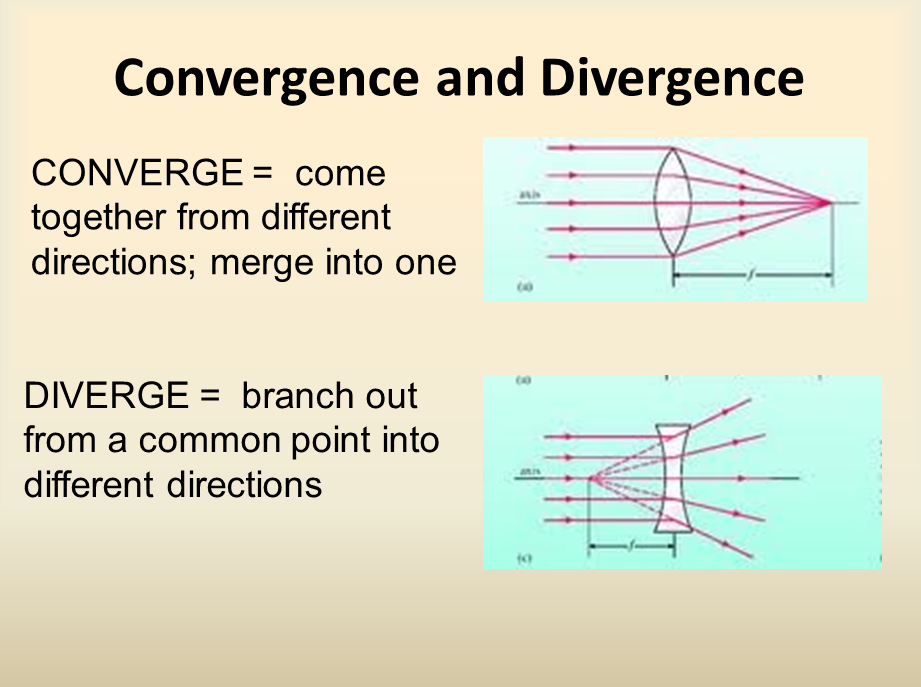 Convergence and Divergence
CONVERGE = come
together from different
directions; merge into one
axis
f
(a)
DIVERGE = branch out
from a common point into
different directions
(a)
axis
f
(c)